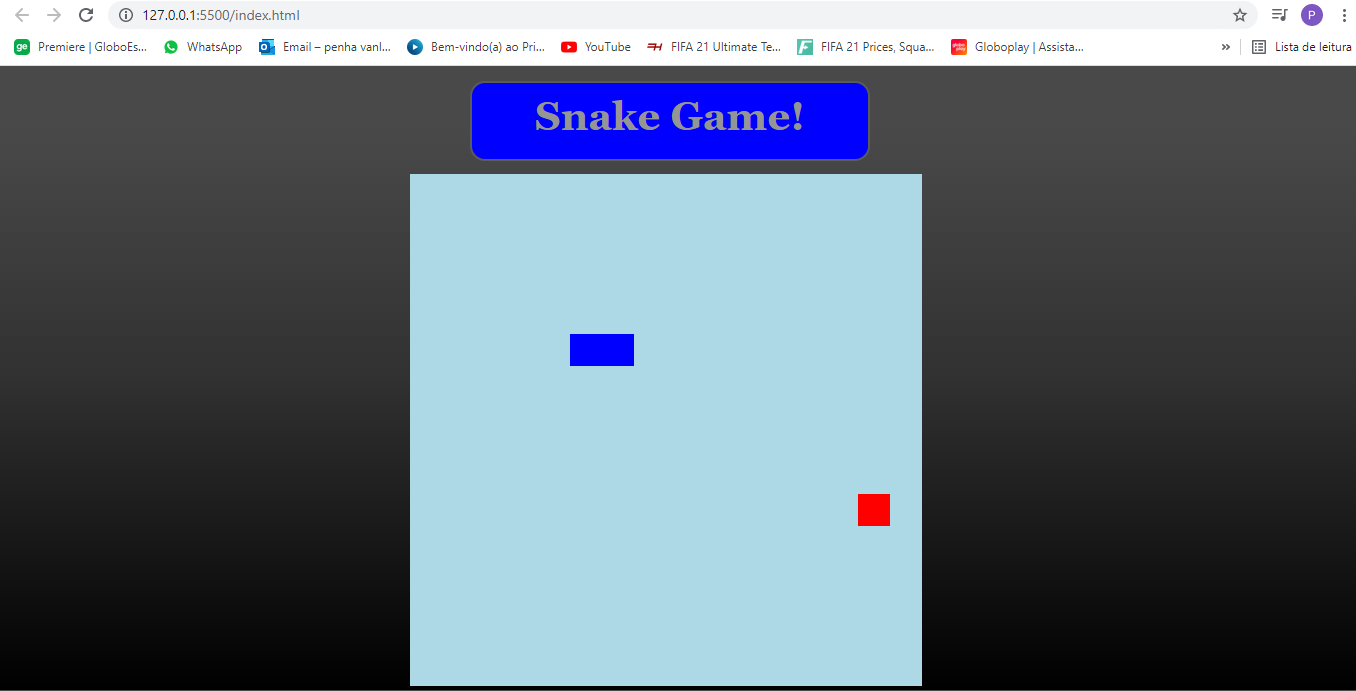 127.0.0.1:5500/index.html
P
ge Premiere | GloboEs... WhatsApp Email – penha vanl... Bem-vindo(a) ao Pri... YouTube FIFA 21 Ultimate Te... FIFA 21 Prices, Squa... Globoplay | Assista... » Lista de leitura
Snake Game!